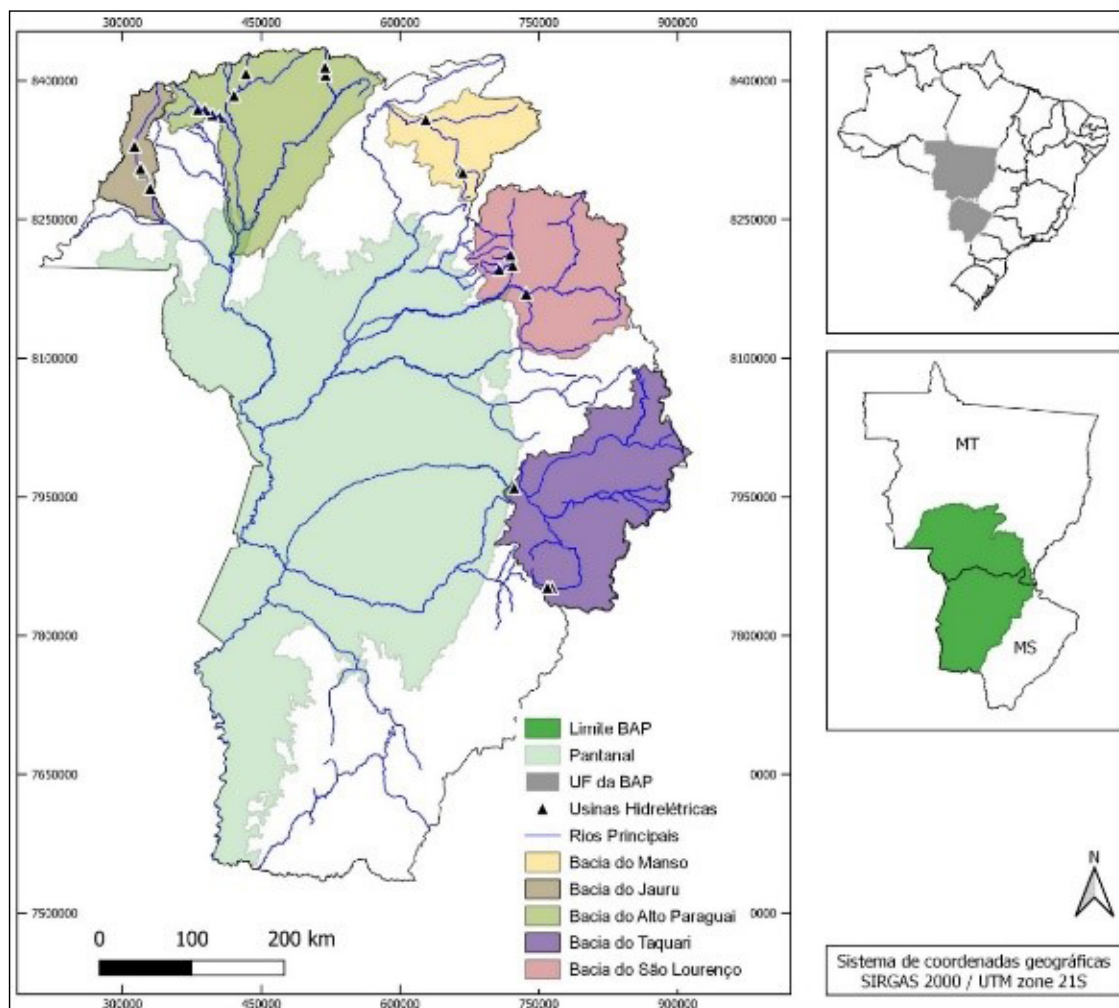 300000 450000 600000 750000 900000
8400000 8400000
8250000 8250000
8100000 8100000
7950000 7950000
7800000 7800000
7650000 0000
7500000 0000
Limite BAP
Pantanal
UF da BAP
Usinas Hidrelétricas
Rios Principais
Bacia do Manso
Bacia do Jauru
Bacia do Alto Paraguai
Bacia do Taquari
Bacia do São Lourenço
0 100 200 km
300000 450000 600000 750000 900000
MT
MS
N
Sistema de coordenadas geográficas
SIRGAS 2000 / UTM zone 21S